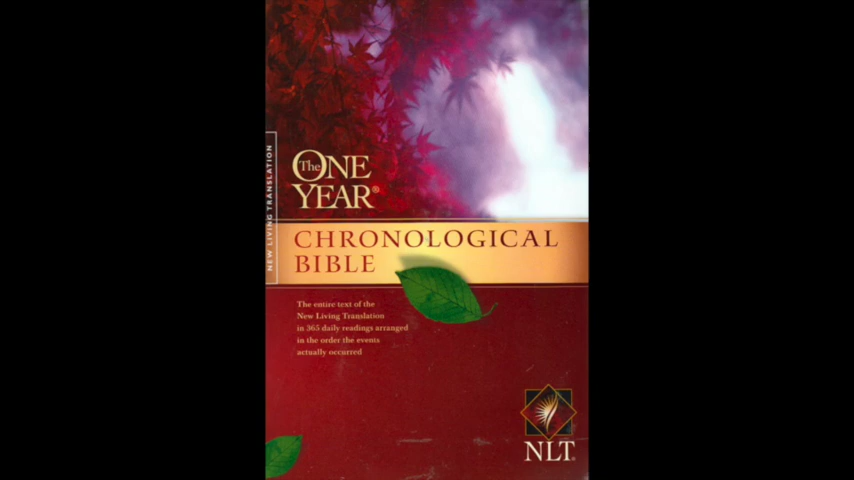 The ONE
YEAR®
CHRONOLOGICAL
BIBLE
NEW LIVING TRANSLATION
The entire text of the
New Living Translation
in 365 daily readings arranged
in the order the events
actually occurred
NLT®